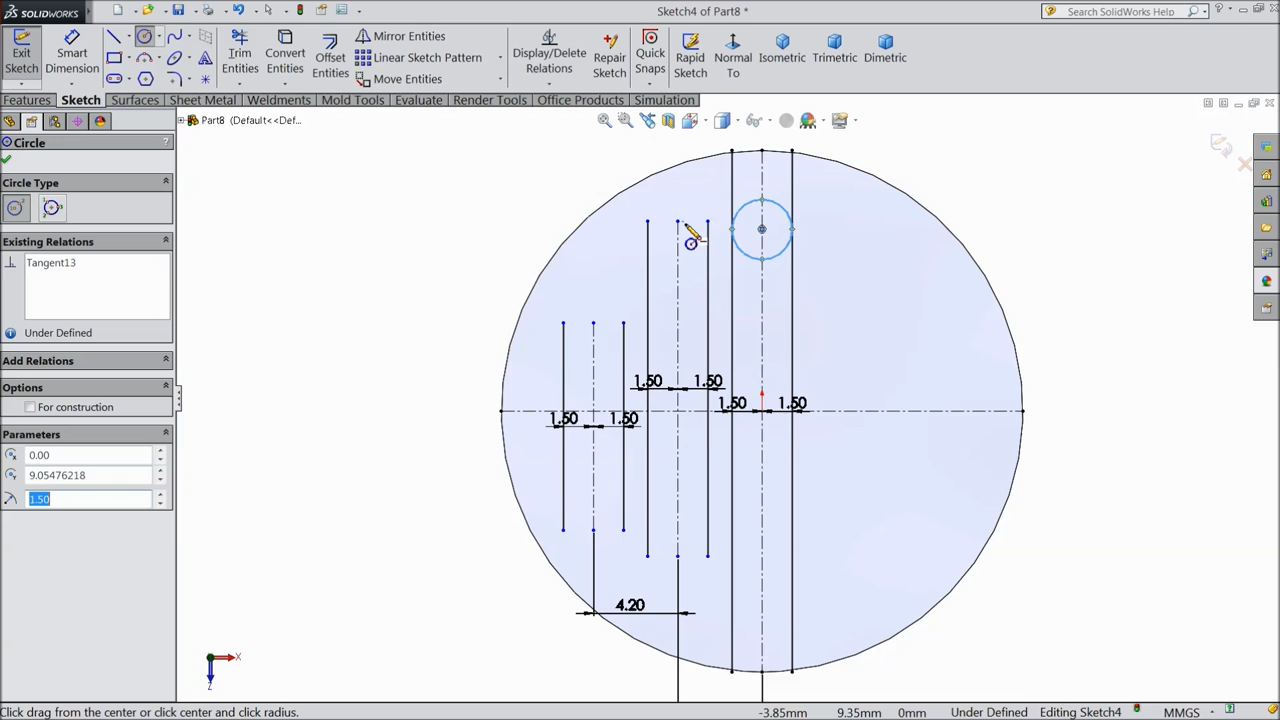 SOLIDWORKS
Sketch4 of Part8 *
Search SolidWorks Help
Exit Sketch
Smart Dimension
Trim Entities
Convert Entities
Offset Entities
Mirror Entities
Linear Sketch Pattern
Move Entities
Display/Delete Relations
Repair Sketch
Quick Snaps
Rapid Sketch
Normal To
Isometric
Trimetric
Dimetric
Features
Sketch
Surfaces
Sheet Metal
Weldments
Mold Tools
Evaluate
Render Tools
Office Products
Simulation
Part8 (Default<<Def...
Circle
?
Circle Type
Existing Relations
Tangent13
Under Defined
Add Relations
Options
For construction
Parameters
0.00
9.05476218
1.50
1.50
1.50
1.50
1.50
1.50
1.50
4.20
X
Z
Click drag from the center or click center and click radius.
-3.85mm
9.35mm
0mm
Under Defined
Editing Sketch4
MMGS